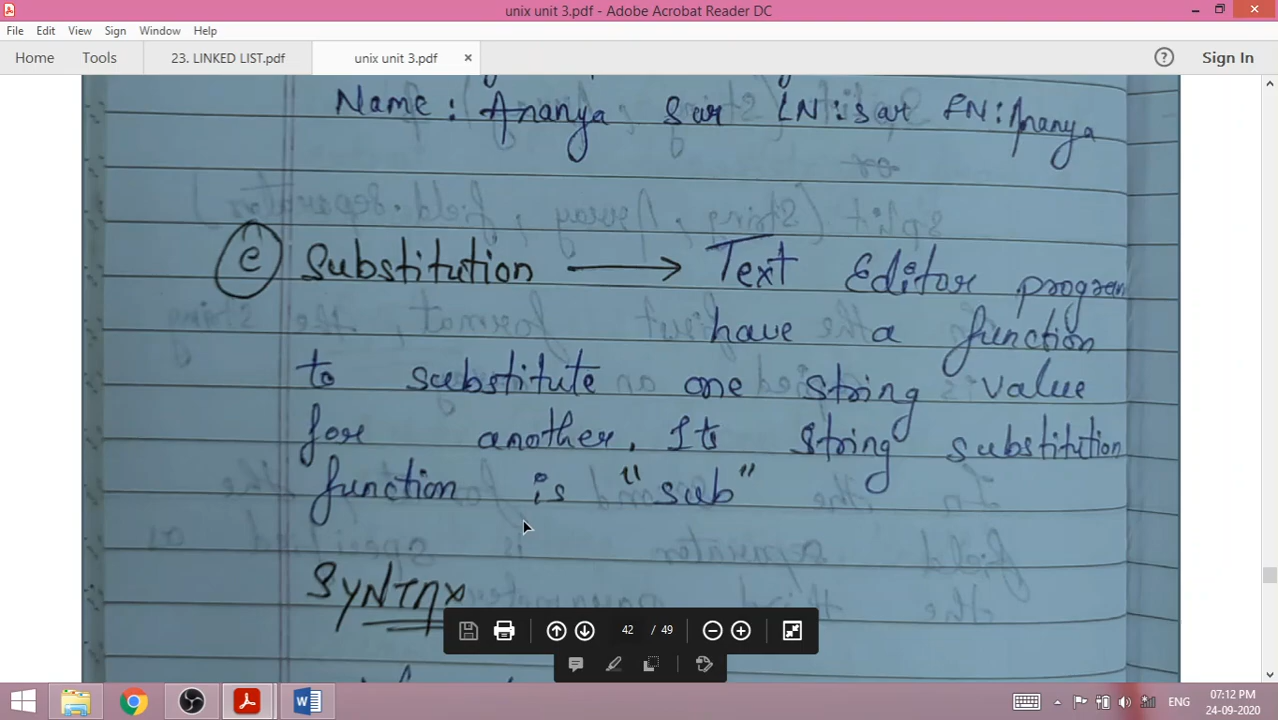 unix unit 3.pdf - Adobe Acrobat Reader DC
File Edit View Sign Window Help
Home Tools 23. LINKED LIST.pdf unix unit 3.pdf × Sign In
Name : Ananya Sar LN : sar FN : Ananya
e Substitution → Text Editor program
have a function
to substitute one string value
for another. Its string substitution
function is "sub"
SYNTAX
42 / 49
ENG 07:12 PM
24-09-2020